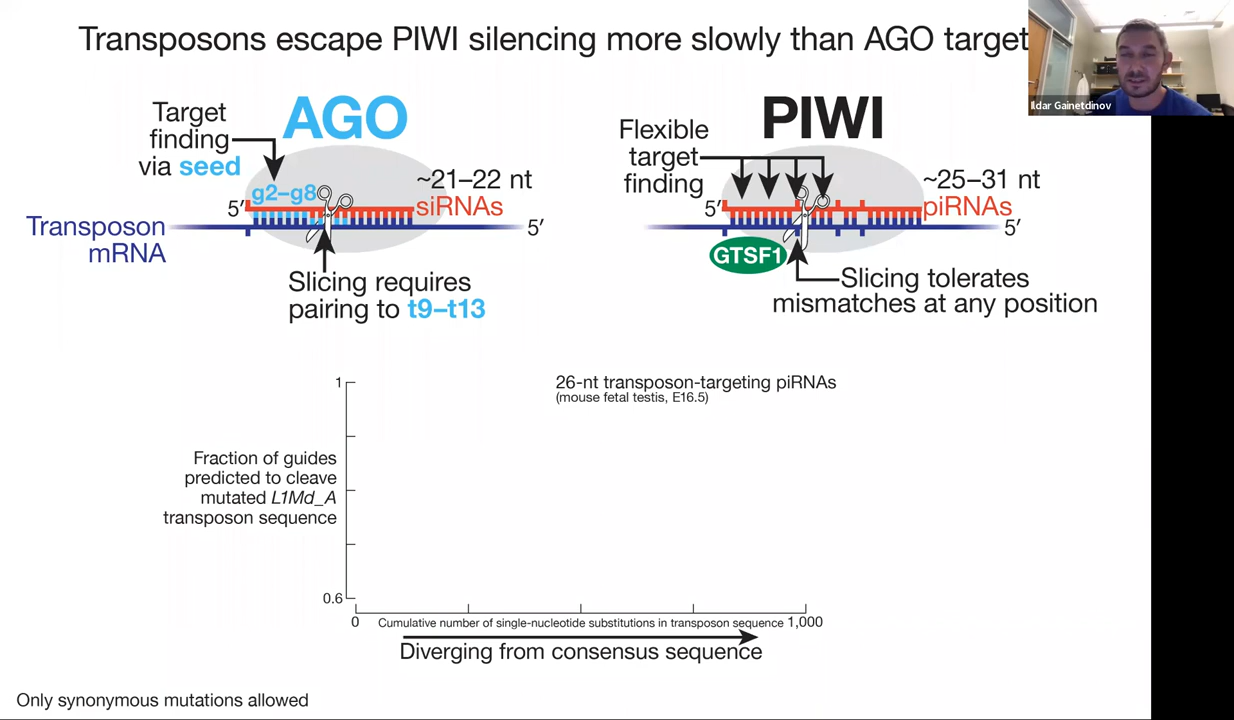 Transposons escape PIWI silencing more slowly than AGO target
Ildar Gainetdinov
Target
finding
via seed
AGO
g2–g8
~21–22 nt
siRNAs
5′
5′
Transposon
mRNA
Slicing requires
pairing to t9–t13
Flexible
target
finding
PIWI
~25–31 nt
piRNAs
5′
5′
GTSF1
Slicing tolerates
mismatches at any position
1
26-nt transposon-targeting piRNAs
(mouse fetal testis, E16.5)
Fraction of guides
predicted to cleave
mutated L1Md_A
transposon sequence
0.6
0
Cumulative number of single-nucleotide substitutions in transposon sequence
1,000
Diverging from consensus sequence
Only synonymous mutations allowed